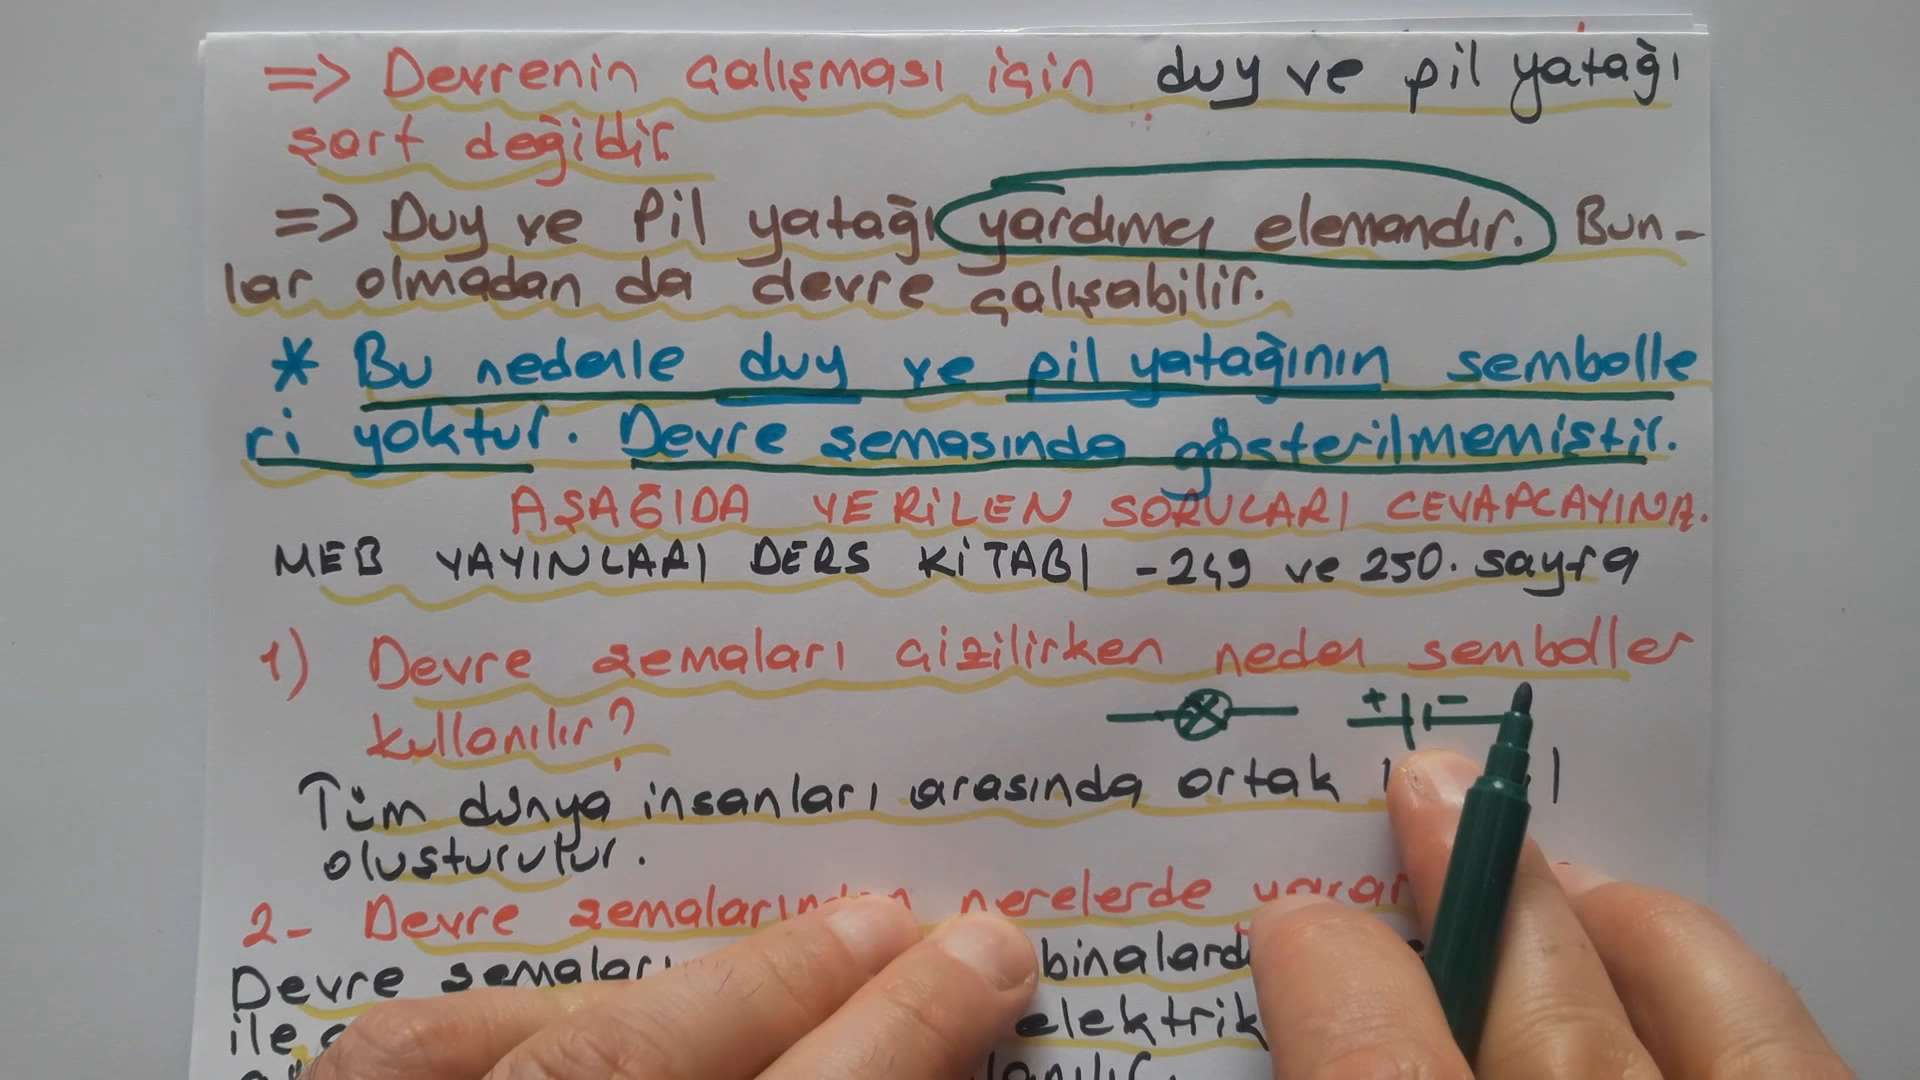 => Devrenin çalışması için duy ve pil yatağı
şart değildir.
=> Duy ve Pil yatağı yardımcı elemandır. Bun-
lar olmadan da devre çalışabilir.
* Bu nedenle duy ve pil yatağının sembolle
ri yoktur. Devre şemasında gösterilmemiştir.
AŞAĞIDA VERİLEN SORULARI CEVAPLAYINIZ.
MEB YAYINLARI DERS KİTABI - 249 ve 250. sayfa
1) Devre şemaları çizilirken neden semboller
kullanılır?
+ -
Tüm dünya insanları arasında ortak
oluşturulur.
2- Devre şemalarından nerelerde
Devre binalard
ile elektrik